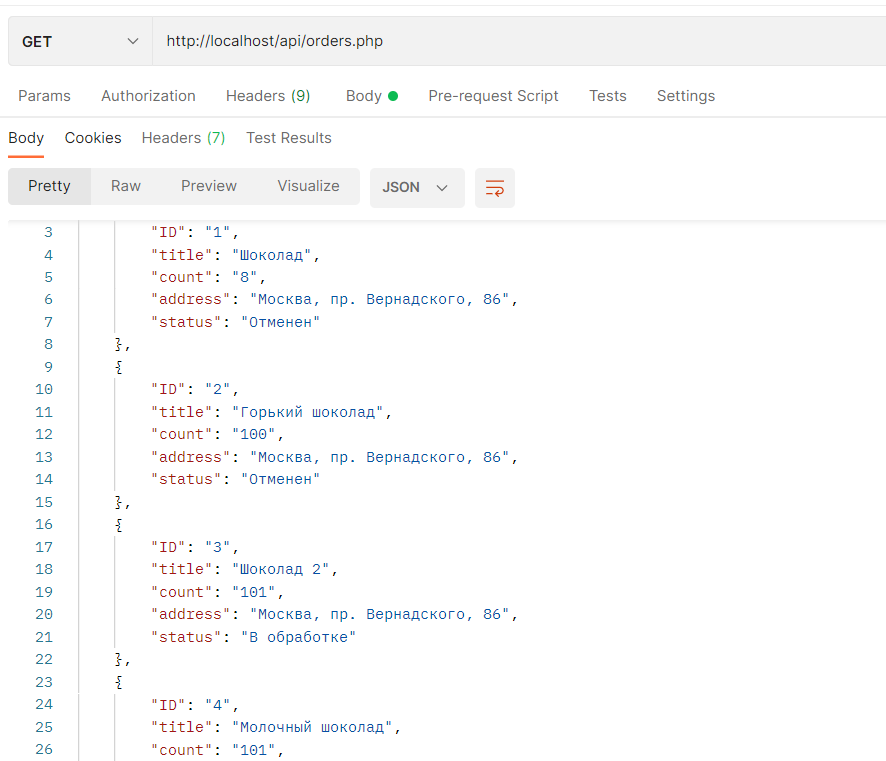 GET http://localhost/api/orders.php
Params Authorization Headers (9) Body Pre-request Script Tests Settings
Body Cookies Headers (7) Test Results
Pretty Raw Preview Visualize JSON
3 "ID": "1",
4 "title": "Шоколад",
5 "count": "8",
6 "address": "Москва, пр. Вернадского, 86",
7 "status": "Отменен"
8 },
9 {
10 "ID": "2",
11 "title": "Горький шоколад",
12 "count": "100",
13 "address": "Москва, пр. Вернадского, 86",
14 "status": "Отменен"
15 },
16 {
17 "ID": "3",
18 "title": "Шоколад 2",
19 "count": "101",
20 "address": "Москва, пр. Вернадского, 86",
21 "status": "В обработке"
22 },
23 {
24 "ID": "4",
25 "title": "Молочный шоколад",
26 "count": "101",